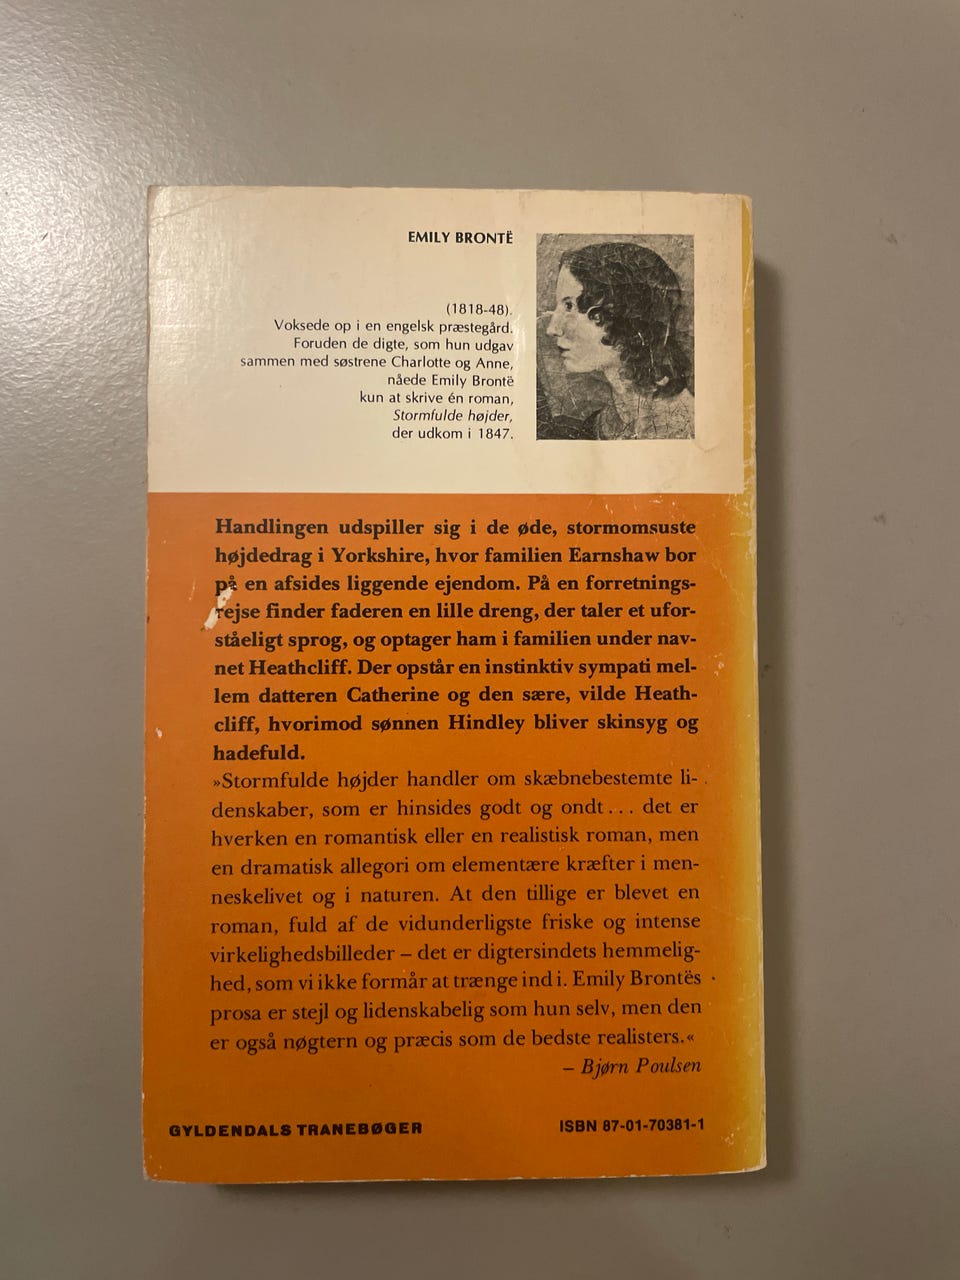 EMILY BRONTË
(1818-48).
Voksede op i en engelsk præstegård.
Foruden de digte, som hun udgav
sammen med søstrene Charlotte og Anne,
nåede Emily Brontë
kun at skrive én roman,
Stormfulde højder,
der udkom i 1847.
Handlingen udspiller sig i de øde, stormomsuste
højdedrag i Yorkshire, hvor familien Earnshaw bor
på en afsides liggende ejendom. På en forretnings-
rejse finder faderen en lille dreng, der taler et ufor-
ståeligt sprog, og optager ham i familien under nav-
net Heathcliff. Der opstår en instinktiv sympati mel-
lem datteren Catherine og den sære, vilde Heath-
cliff, hvorimod sønnen Hindley bliver skinsyg og
hadefuld.
»Stormfulde højder handler om skæbnebestemte li-
denskaber, som er hinsides godt og ondt... det er
hverken en romantisk eller en realistisk roman, men
en dramatisk allegori om elementære kræfter i men-
neskelivet og i naturen. At den tillige er blevet en
roman, fuld af de vidunderligste friske og intense
virkelighedsbilleder – det er digtersindets hemmelig-
hed, som vi ikke formår at trænge ind i. Emily Brontës
prosa er stejl og lidenskabelig som hun selv, men den
er også nøgtern og præcis som de bedste realisters.«
– Bjørn Poulsen
GYLDENDALS TRANEBØGER
ISBN 87-01-70381-1